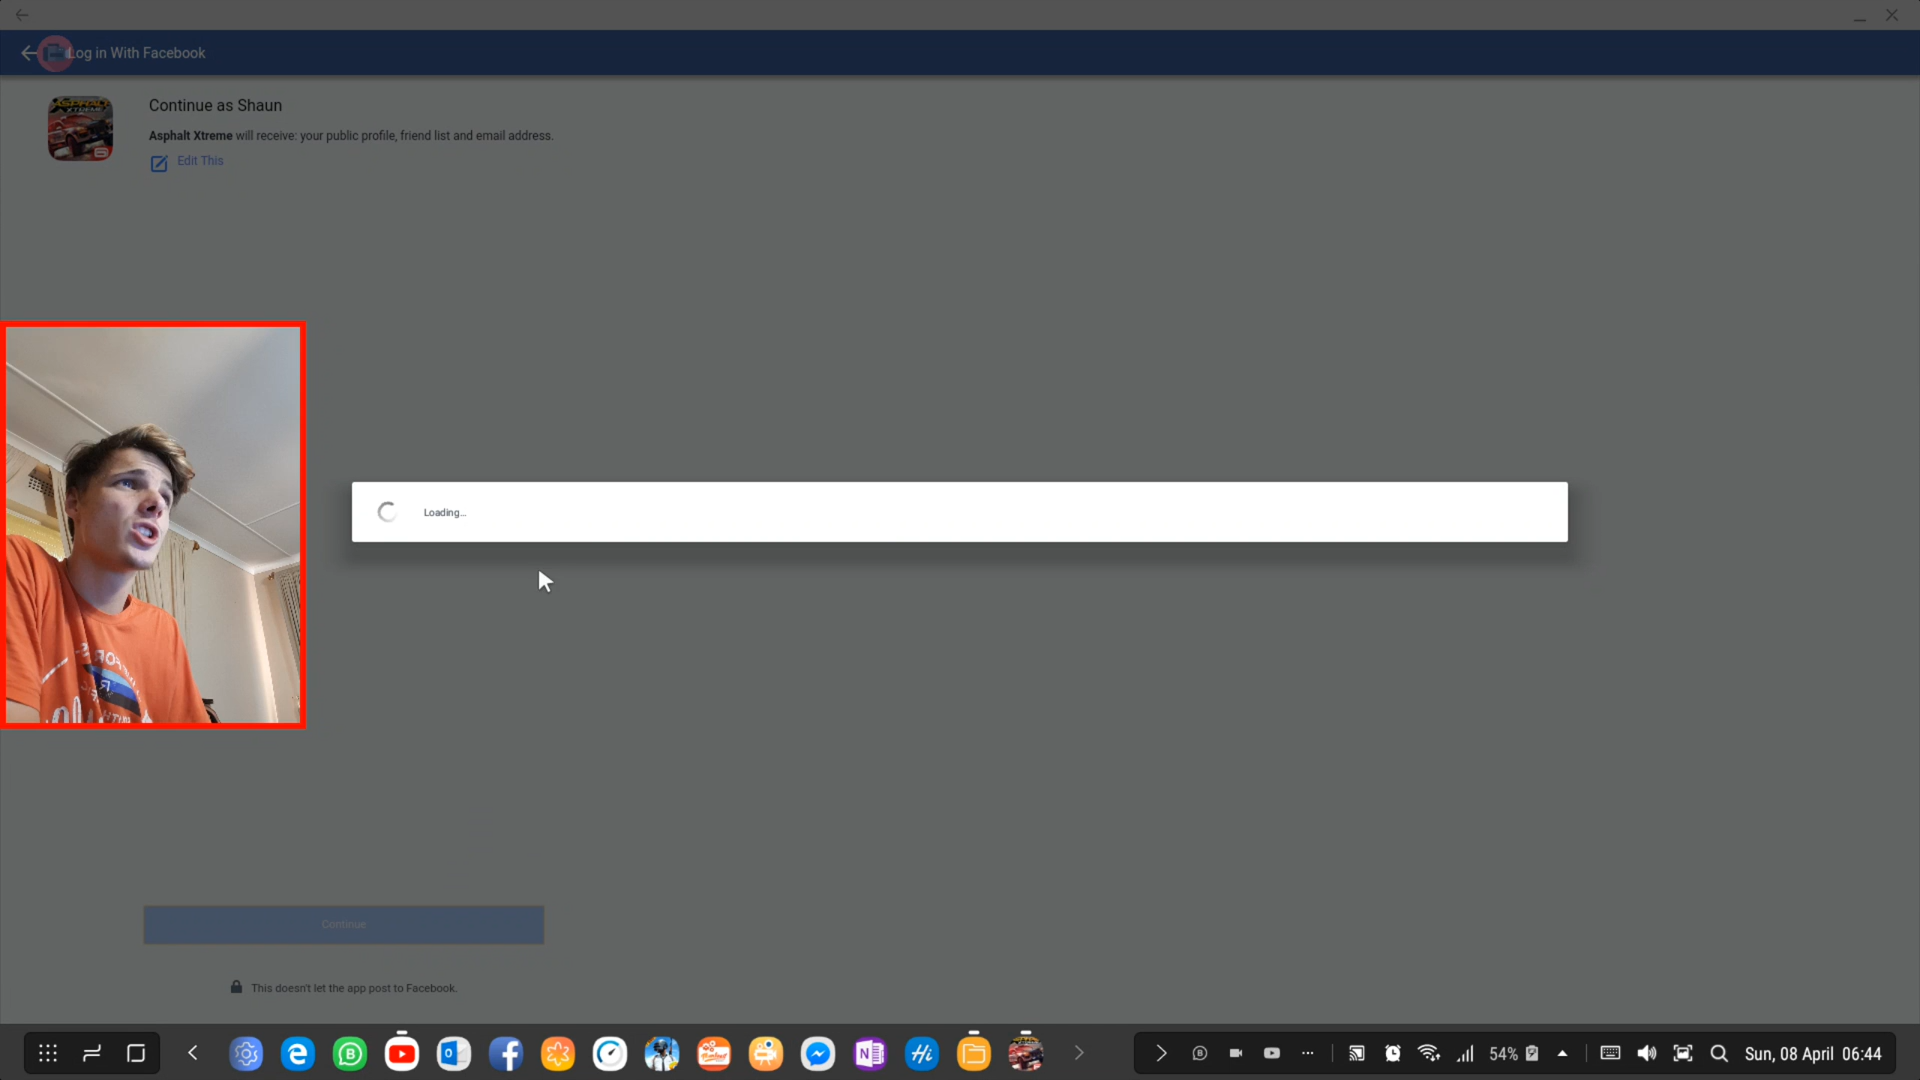 Log in With Facebook
Continue as Shaun
Asphalt Xtreme will receive: your public profile, friend list and email address.
Edit This
Loading...
Continue
This doesn't let the app post to Facebook.
54%
Sun, 08 April 06:44